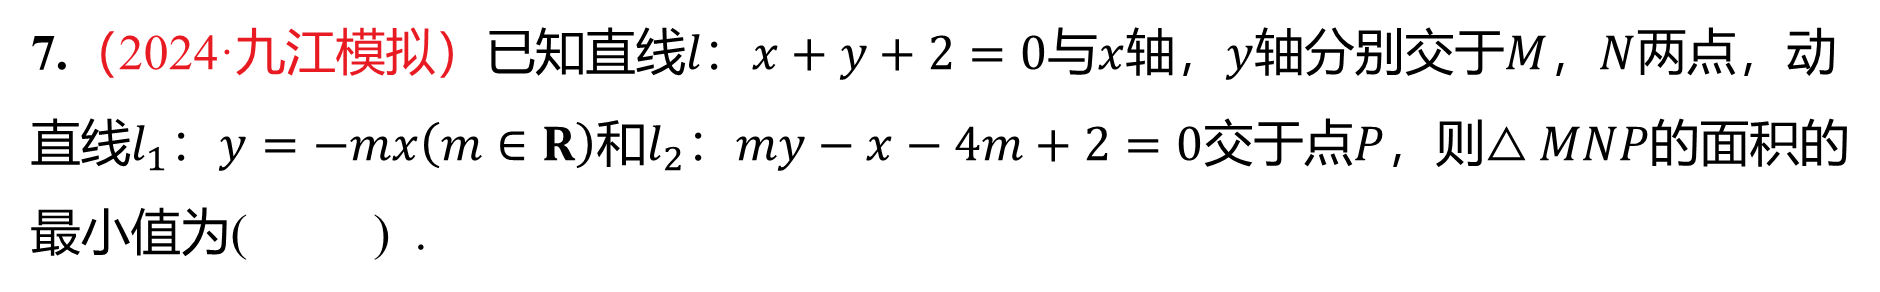 7.（2024·九江模拟）已知直线l：x + y + 2 = 0与x轴，y轴分别交于M，N两点，动
直线l₁：y = −mx(m ∈ R)和l₂：my − x − 4m + 2 = 0交于点P，则△ MNP的面积的
最小值为( ）.